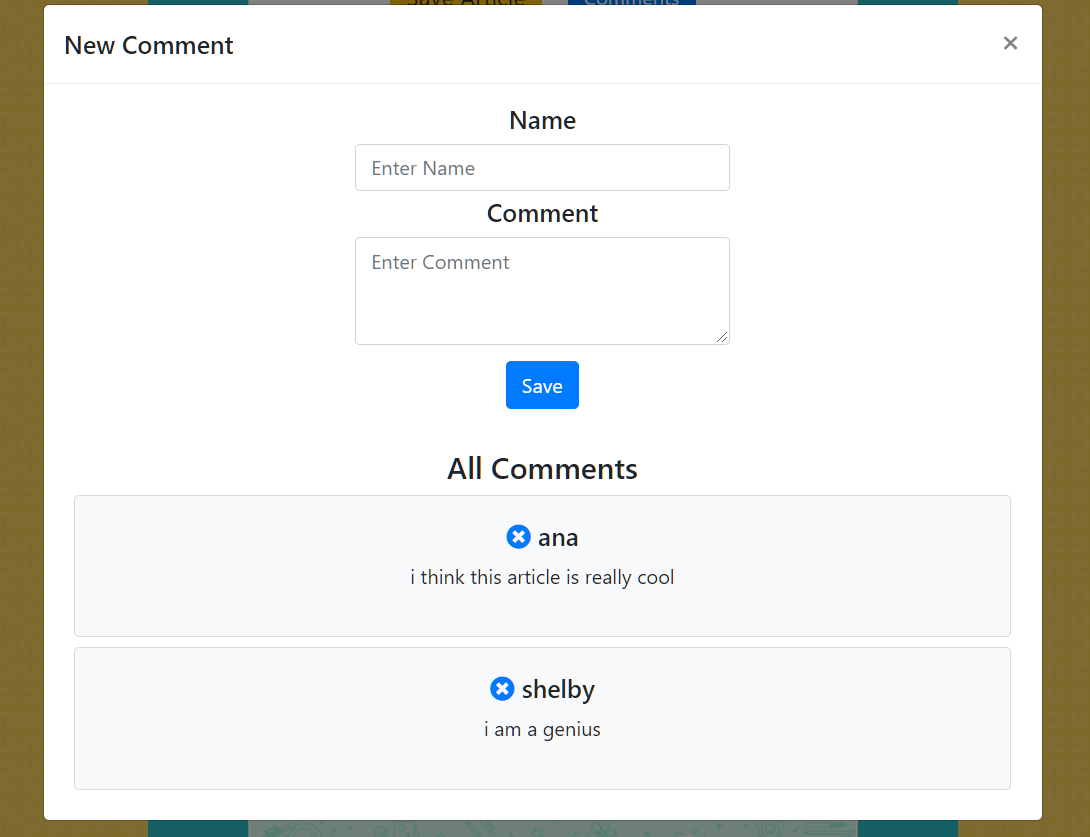 Save Article Comments
New Comment ×
Name
Enter Name
Comment
Enter Comment
Save
All Comments
ana
i think this article is really cool
shelby
i am a genius